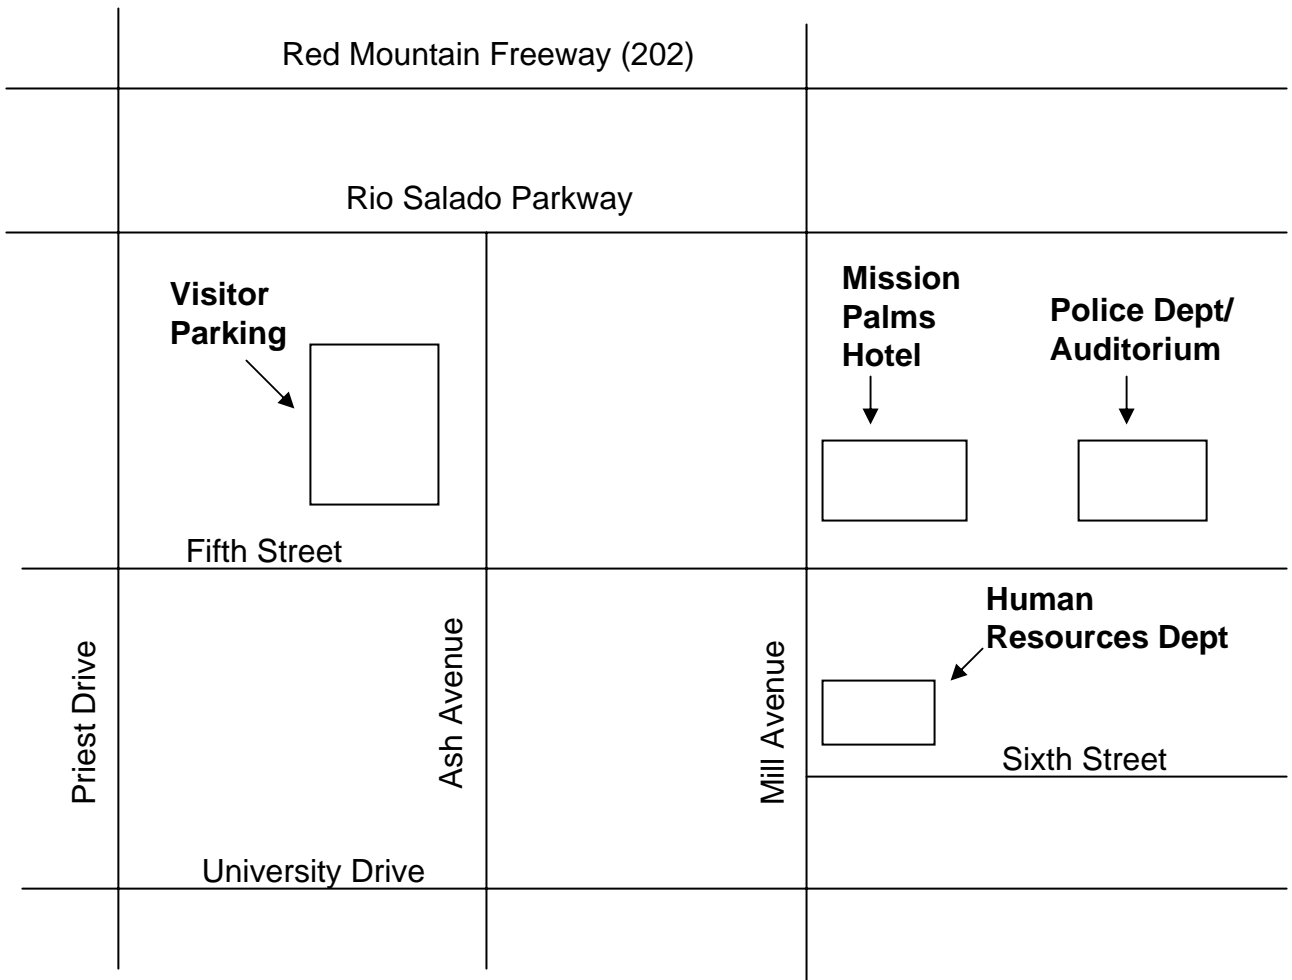 Red Mountain Freeway (202)
Rio Salado Parkway
Visitor
Parking
Mission
Palms
Hotel
Police Dept/
Auditorium
Fifth Street
Human
Resources Dept
Priest Drive
Ash Avenue
Mill Avenue
Sixth Street
University Drive